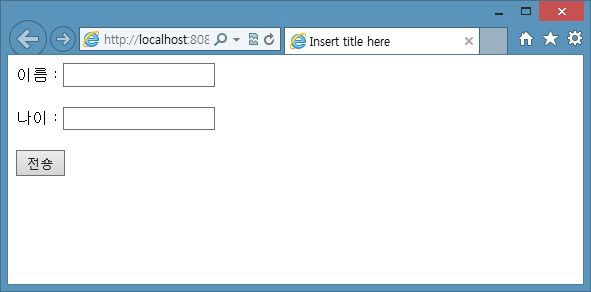 http://localhost:808
Insert title here
이름 :
나이 :
전송